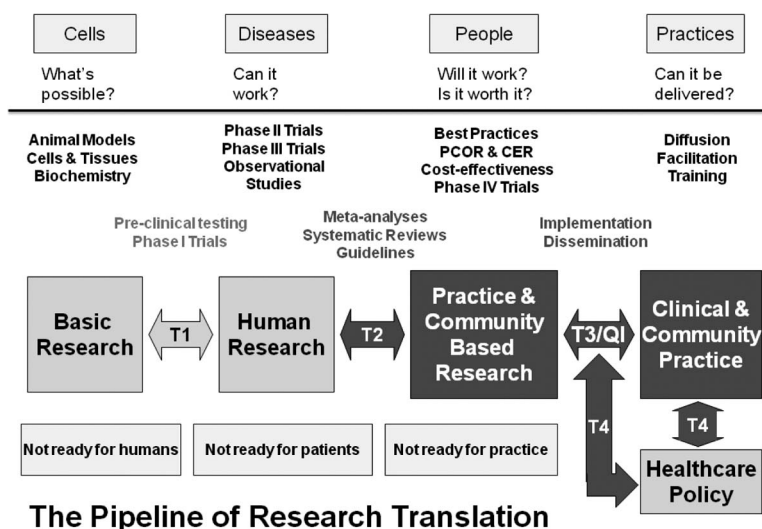 Cells
Diseases
People
Practices
What's
possible?
Can it
work?
Will it work?
Is it worth it?
Can it be
delivered?
Animal Models
Cells & Tissues
Biochemistry
Phase II Trials
Phase III Trials
Observational
Studies
Best Practices
PCOR & CER
Cost-effectiveness
Phase IV Trials
Diffusion
Facilitation
Training
Pre-clinical testing
Phase I Trials
Meta-analyses
Systematic Reviews
Guidelines
Implementation
Dissemination
Basic
Research
T1
Human
Research
T2
Practice &
Community
Based
Research
T3/QI
Clinical &
Community
Practice
T4
T4
Not ready for humans
Not ready for patients
Not ready for practice
Healthcare
Policy
The Pipeline of Research Translation